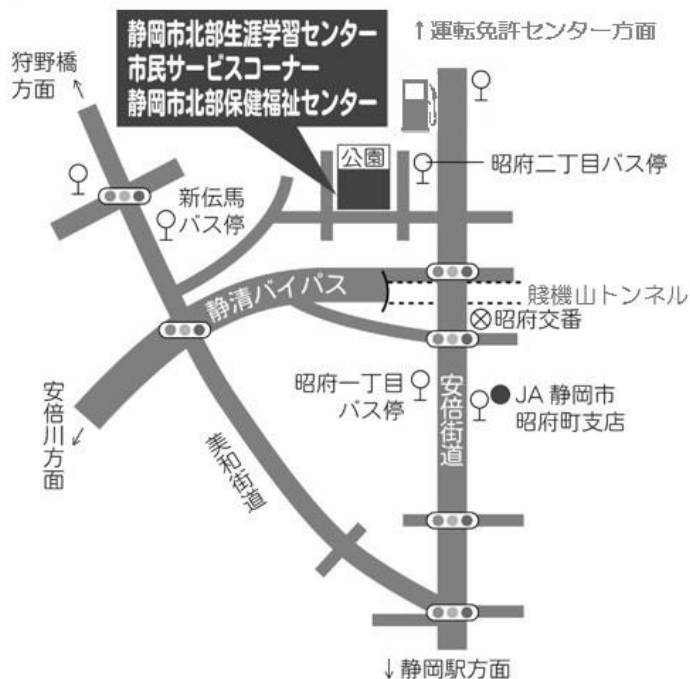 静岡市北部生涯学習センター
市民サービスコーナー
静岡市北部保健福祉センター
↑運転免許センター方面
狩野橋
方面
公園
昭府二丁目バス停
新伝馬
バス停
静清バイパス
賤機山トンネル
昭府交番
昭府一丁目
バス停
安倍街道
JA 静岡市
昭府町支店
安倍川方面
美和街道
↓静岡駅方面